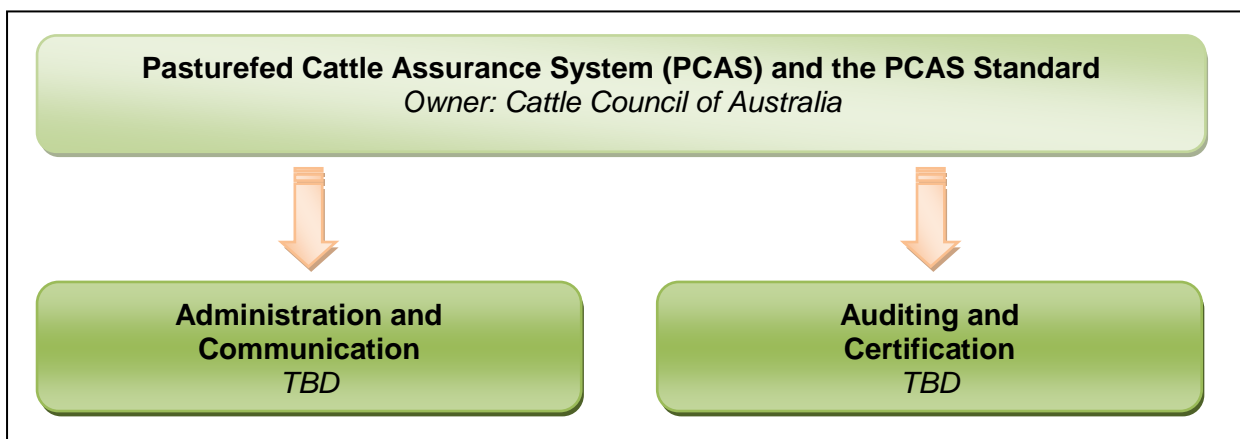 Pasturefed Cattle Assurance System (PCAS) and the PCAS Standard
Owner: Cattle Council of Australia
Administration and
Communication
TBD
Auditing and
Certification
TBD